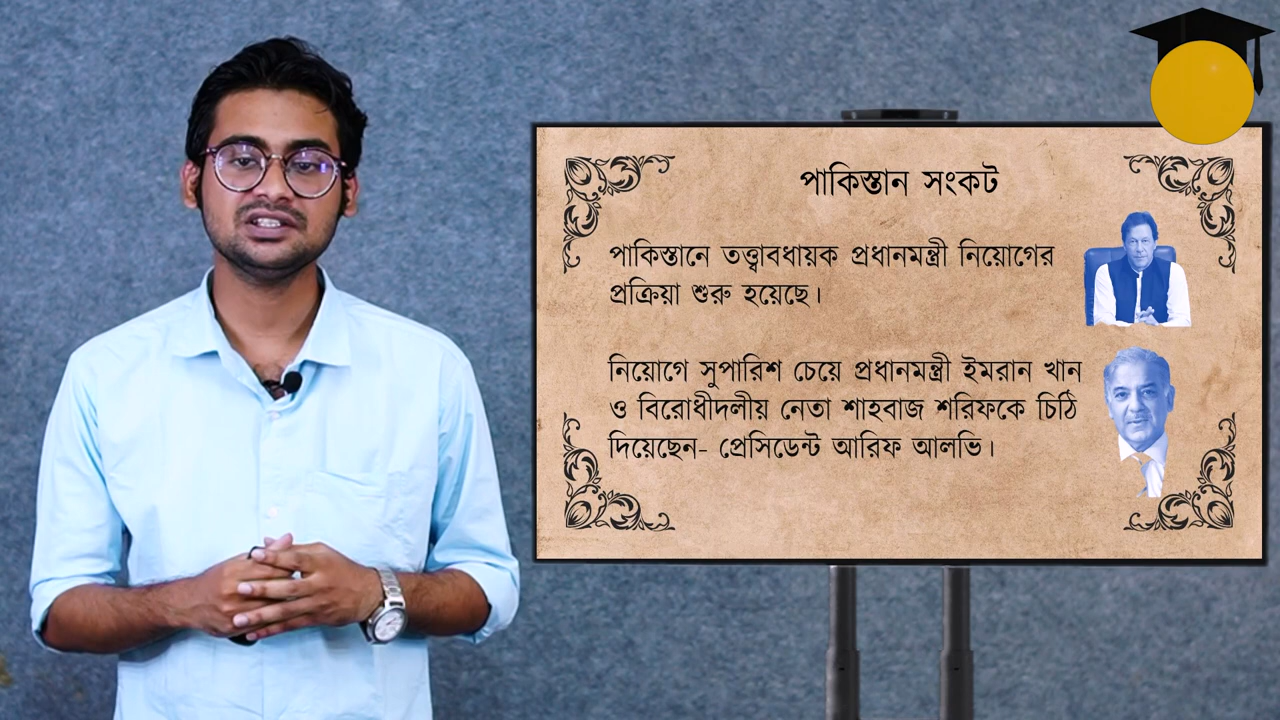 পাকিস্তান সংকট
পাকিস্তানে তত্ত্বাবধায়ক প্রধানমন্ত্রী নিয়োগের
প্রক্রিয়া শুরু হয়েছে।
নিয়োগে সুপারিশ চেয়ে প্রধানমন্ত্রী ইমরান খান
ও বিরোধীদলীয় নেতা শাহবাজ শরিফকে চিঠি
দিয়েছেন- প্রেসিডেন্ট আরিফ আলভি।